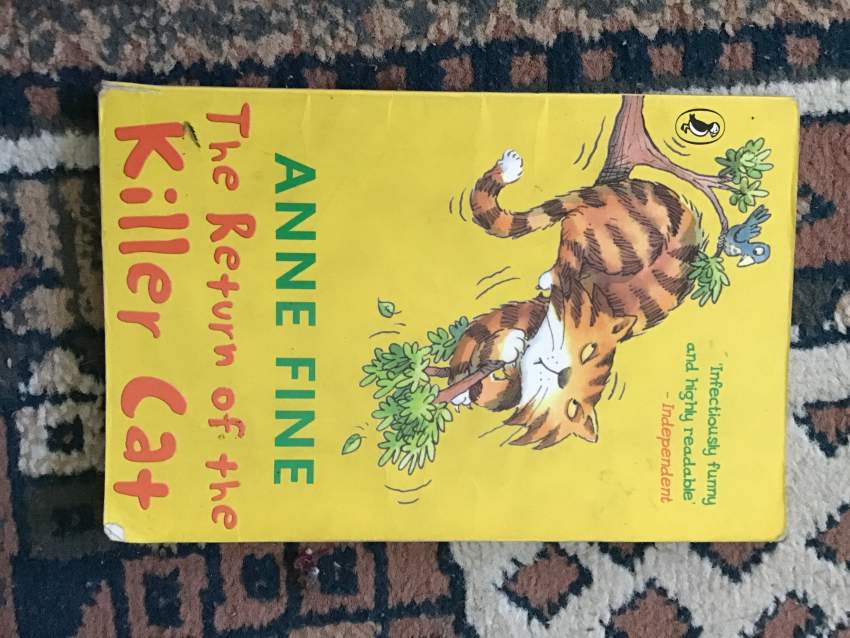 'Infectiously funny
and highly readable'
- Independent
ANNE FINE
The Return of the
Killer Cat